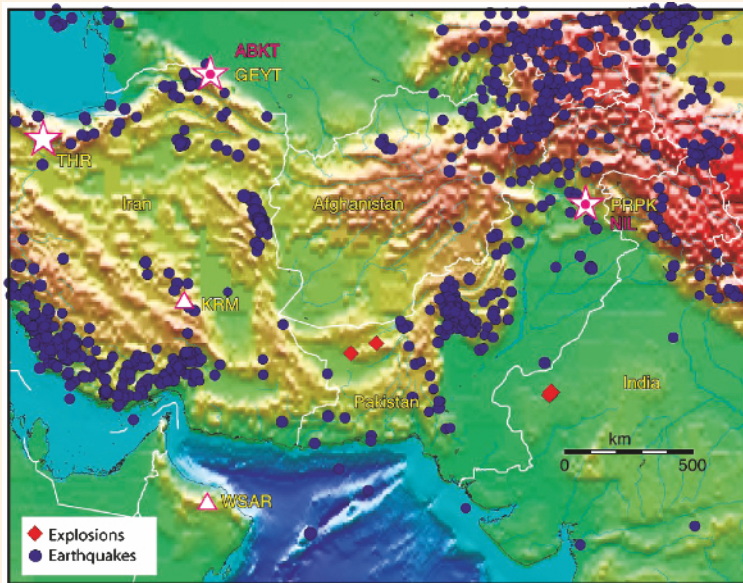 ABKT
GEYT
THR
Iran
Afghanistan
PRPK
NIL
KRM
India
Pakistan
km
0 500
WSAR
Explosions
Earthquakes